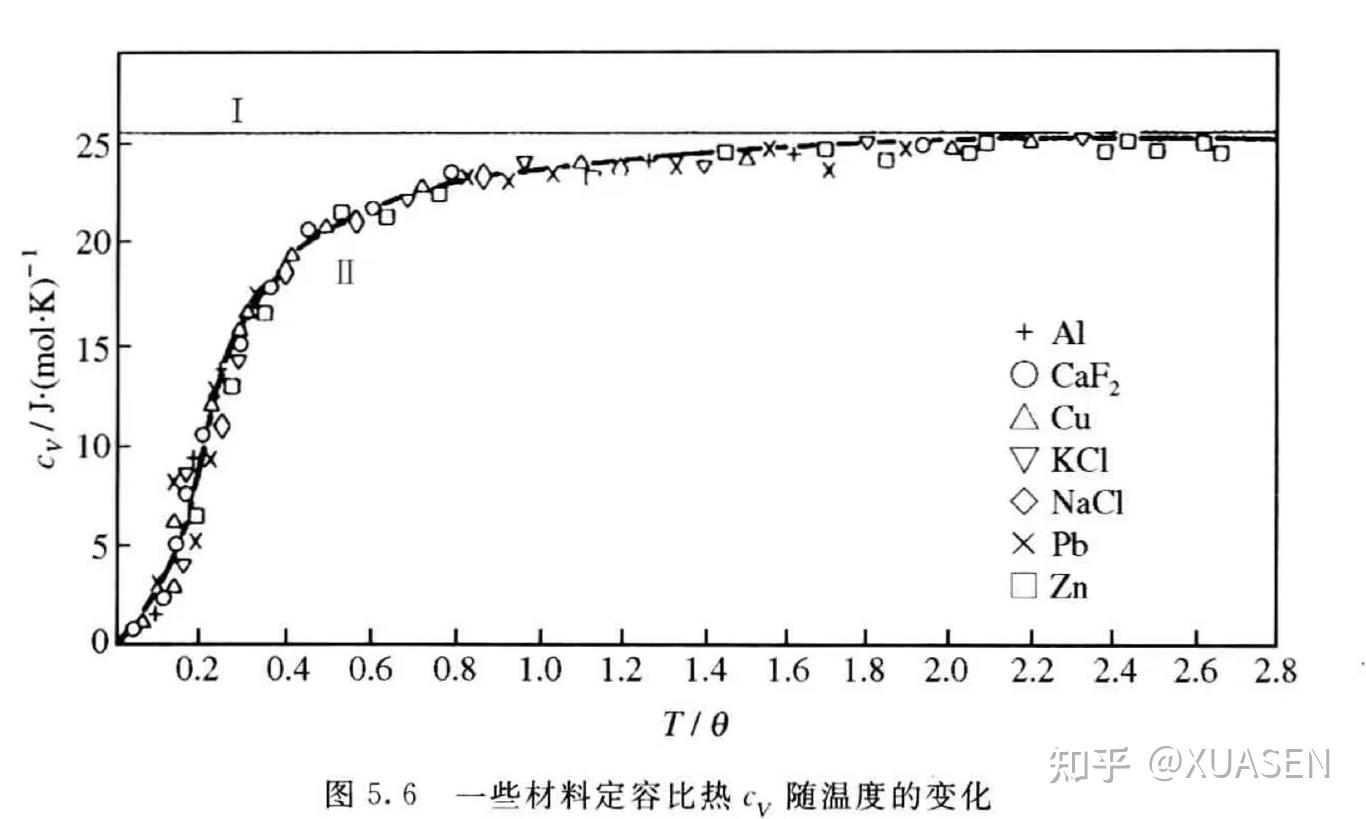 Ⅰ
25
20
Ⅱ
15
10
5
0
c_V / J·(mol·K)⁻¹
+ Al
○ CaF₂
△ Cu
▽ KCl
◇ NaCl
× Pb
□ Zn
0.2 0.4 0.6 0.8 1.0 1.2 1.4 1.6 1.8 2.0 2.2 2.4 2.6 2.8
T / θ
知乎 @XUASEN
图 5.6 一些材料定容比热 c_V 随温度的变化